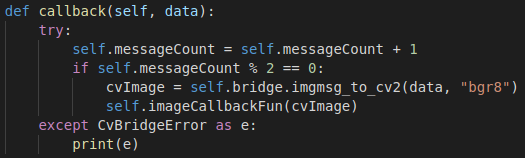 def callback(self, data):
    try:
        self.messageCount = self.messageCount + 1
        if self.messageCount % 2 == 0:
            cvImage = self.bridge.imgmsg_to_cv2(data, "bgr8")
            self.imageCallbackFun(cvImage)
    except CvBridgeError as e:
        print(e)